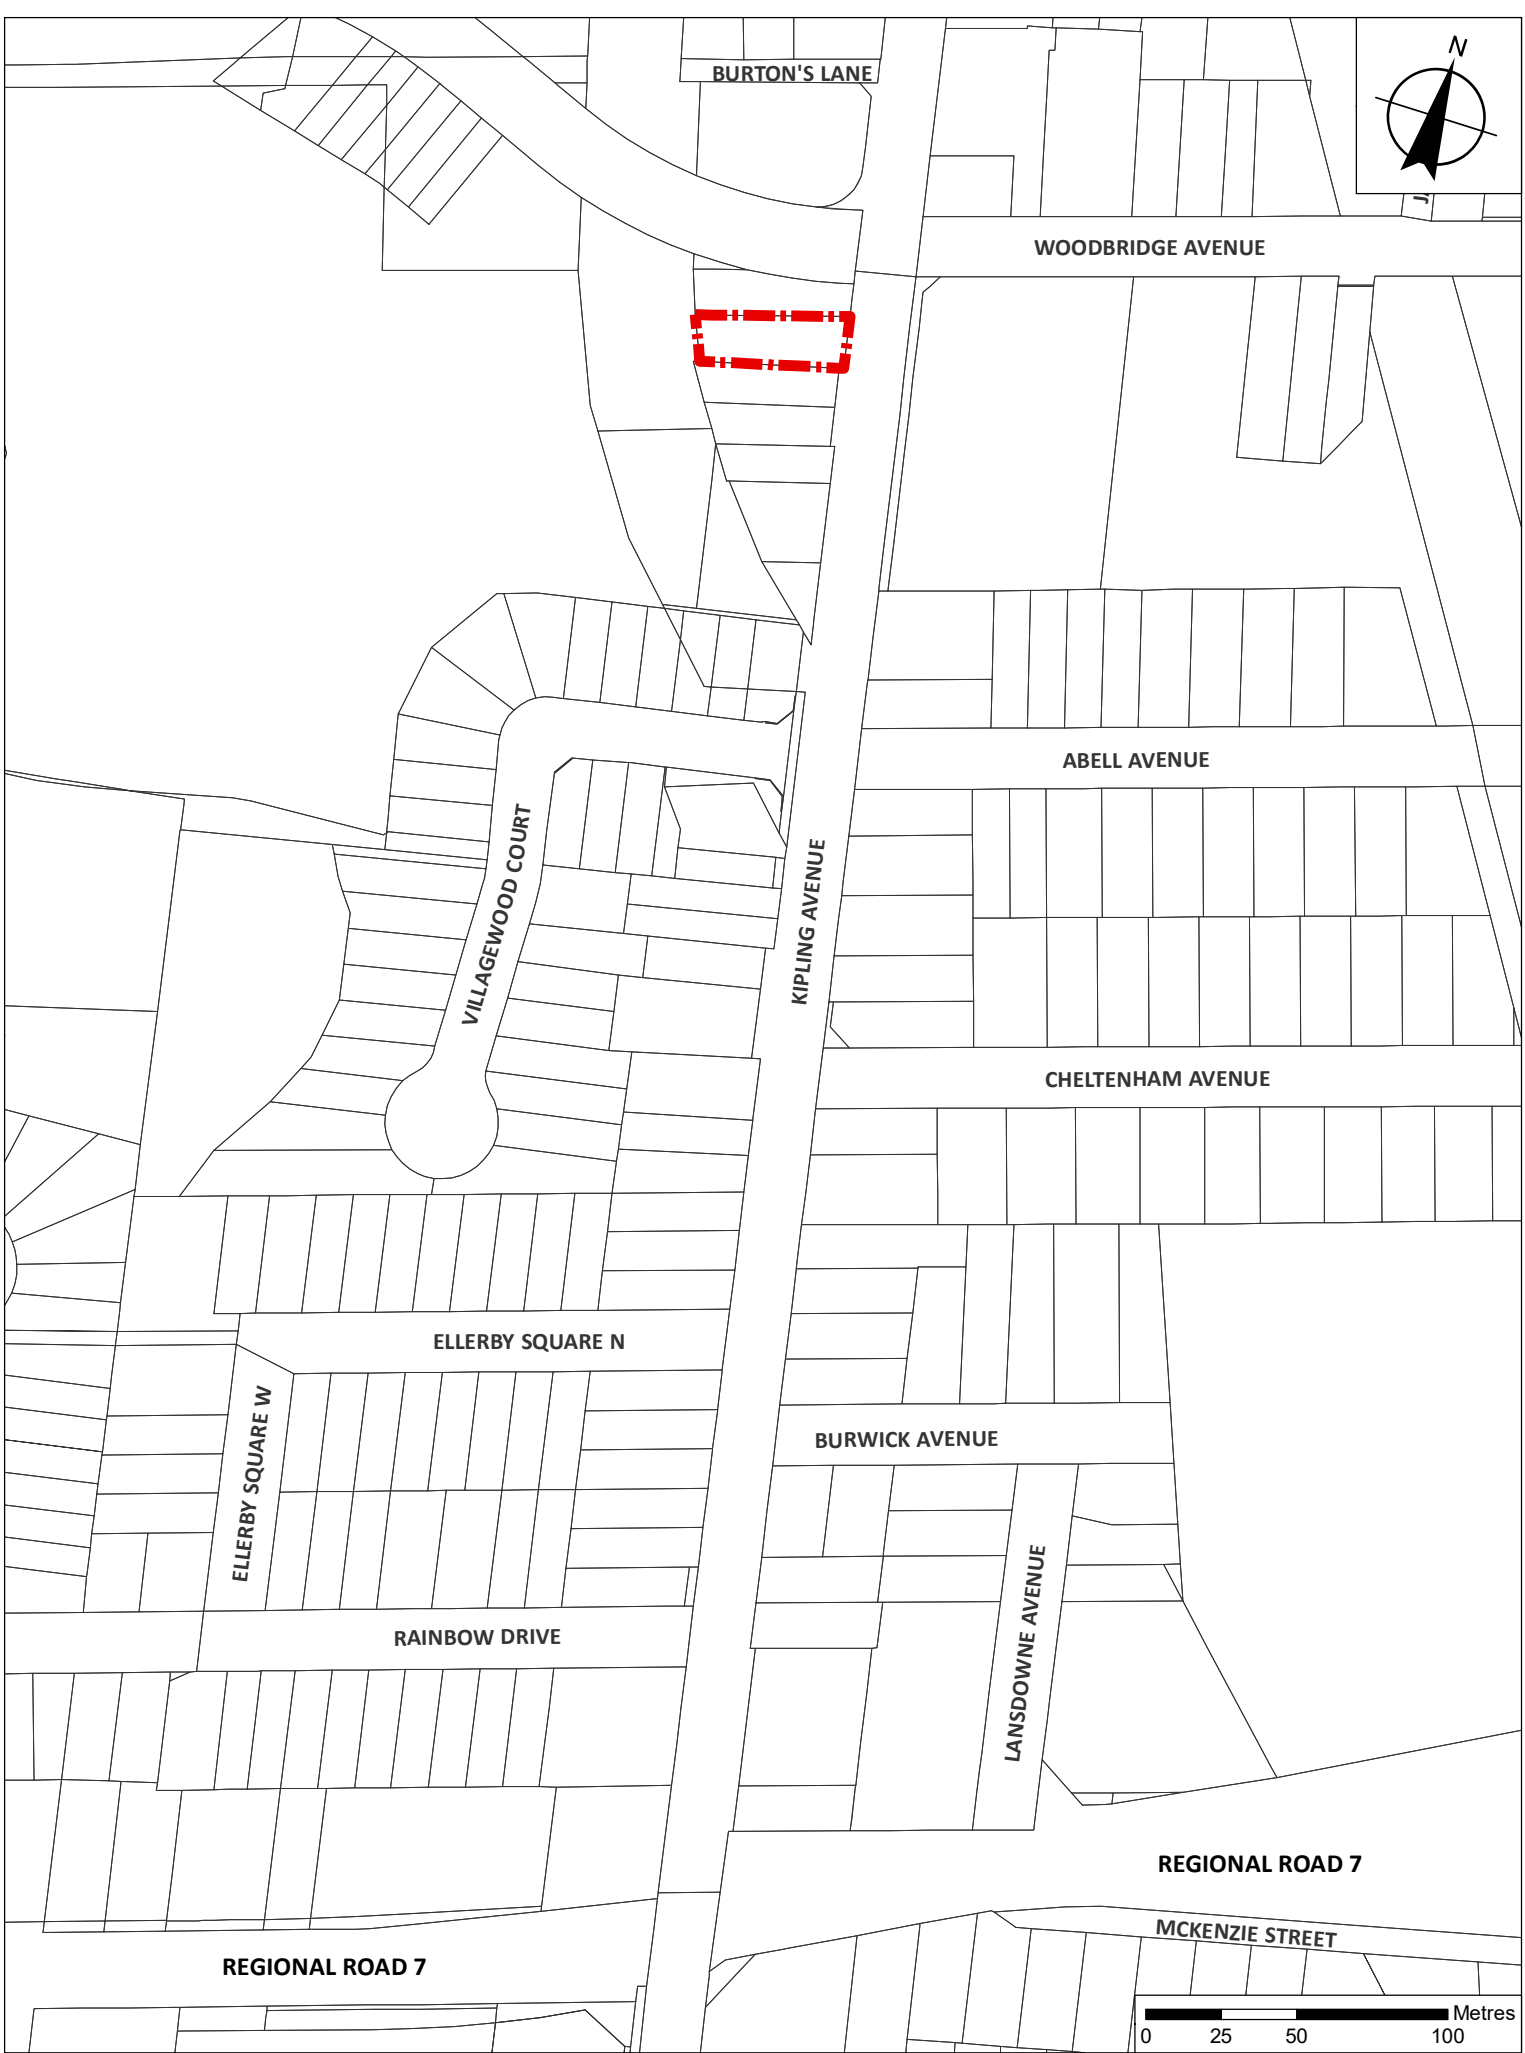 BURTON'S LANE
N
WOODBRIDGE AVENUE
ABELL AVENUE
VILLAGEWOOD COURT
KIPLING AVENUE
CHELTENHAM AVENUE
ELLERBY SQUARE N
ELLERBY SQUARE W
BURWICK AVENUE
LANSDOWNE AVENUE
RAINBOW DRIVE
REGIONAL ROAD 7
MCKENZIE STREET
REGIONAL ROAD 7
Metres
0 25 50 100